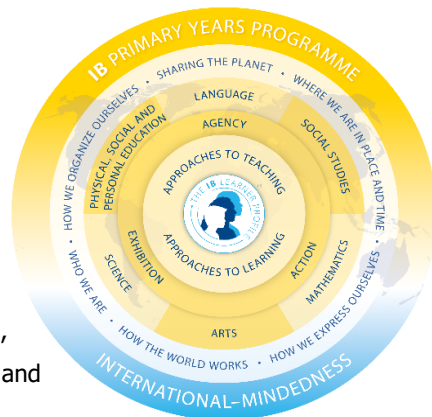 IB PRIMARY YEARS PROGRAMME
SHARING THE PLANET • WHERE WE ARE IN PEACE AND TIME • HOW WE EXPRESS OURSELVES • HOW THE WORLD WORKS • WHO WE ARE • HOW WE ORGANIZE OURSELVES •
LANGUAGE
SOCIAL STUDIES
MATHEMATICS
ARTS
SCIENCE
PHYSICAL, SOCIAL AND
PERSONAL EDUCATION
AGENCY
ACTION
EXHIBITION
APPROACHES TO TEACHING
THE IB LEARNER PROFILE
APPROACHES TO LEARNING
,
and
INTERNATIONAL-MINDEDNESS